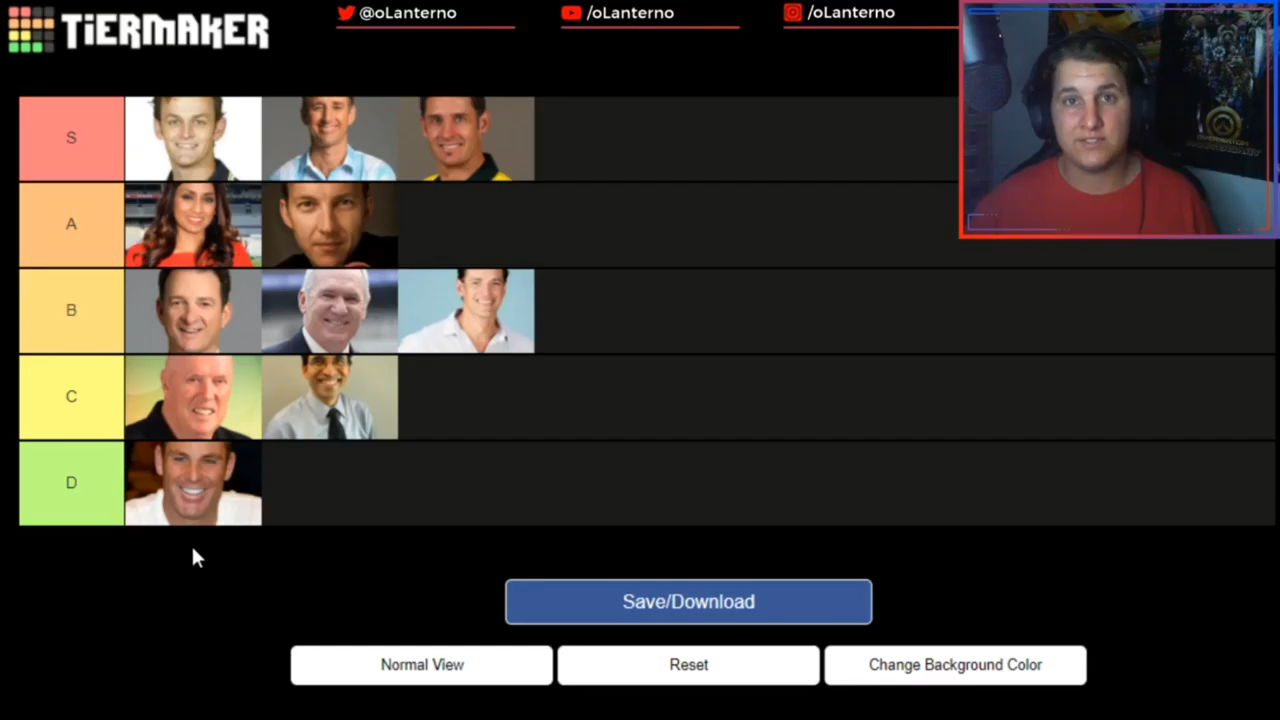 TiERMAKER
@oLanterno
/oLanterno
/oLanterno
S
A
B
C
D
Save/Download
Normal View
Reset
Change Background Color